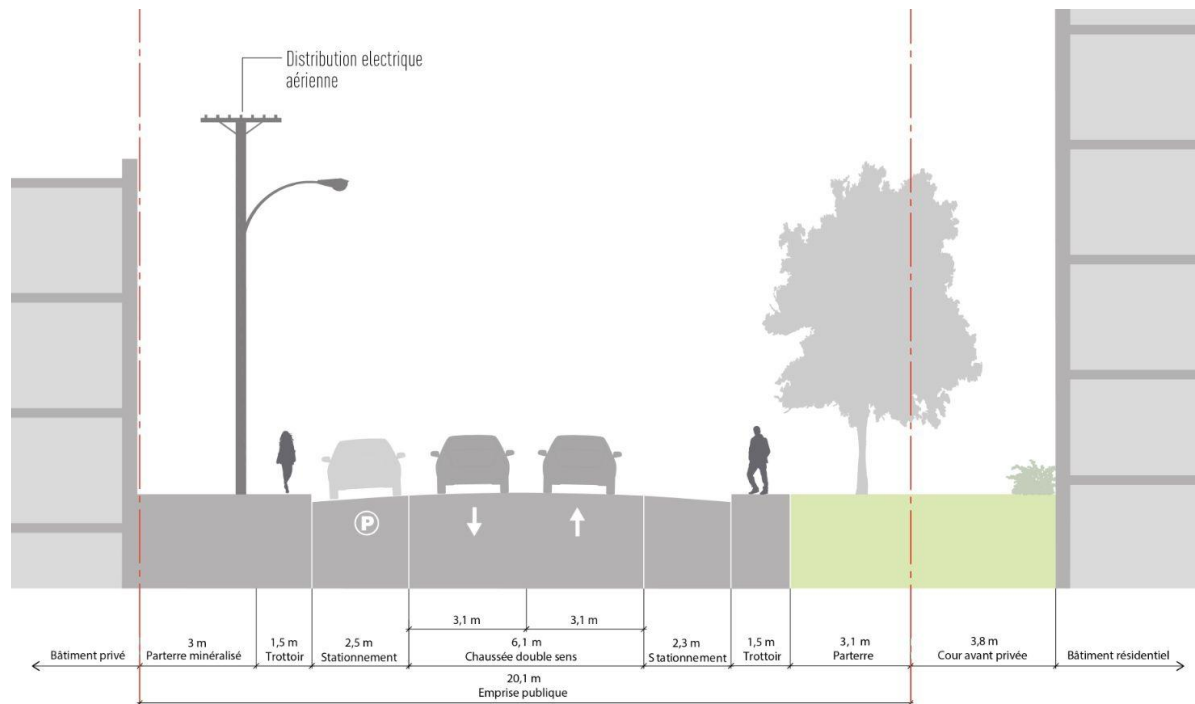 Distribution electrique
aérienne
P
3,1 m
3,1 m
3 m
1,5 m
2,5 m
6,1 m
2,3 m
1,5 m
3,1 m
3,8 m
Bâtiment privé
Parterre minéralisé
Trottoir
Stationnement
Chaussée double sens
Stationnement
Trottoir
Parterre
Cour avant privée
Bâtiment résidentiel
20,1 m
Emprise publique